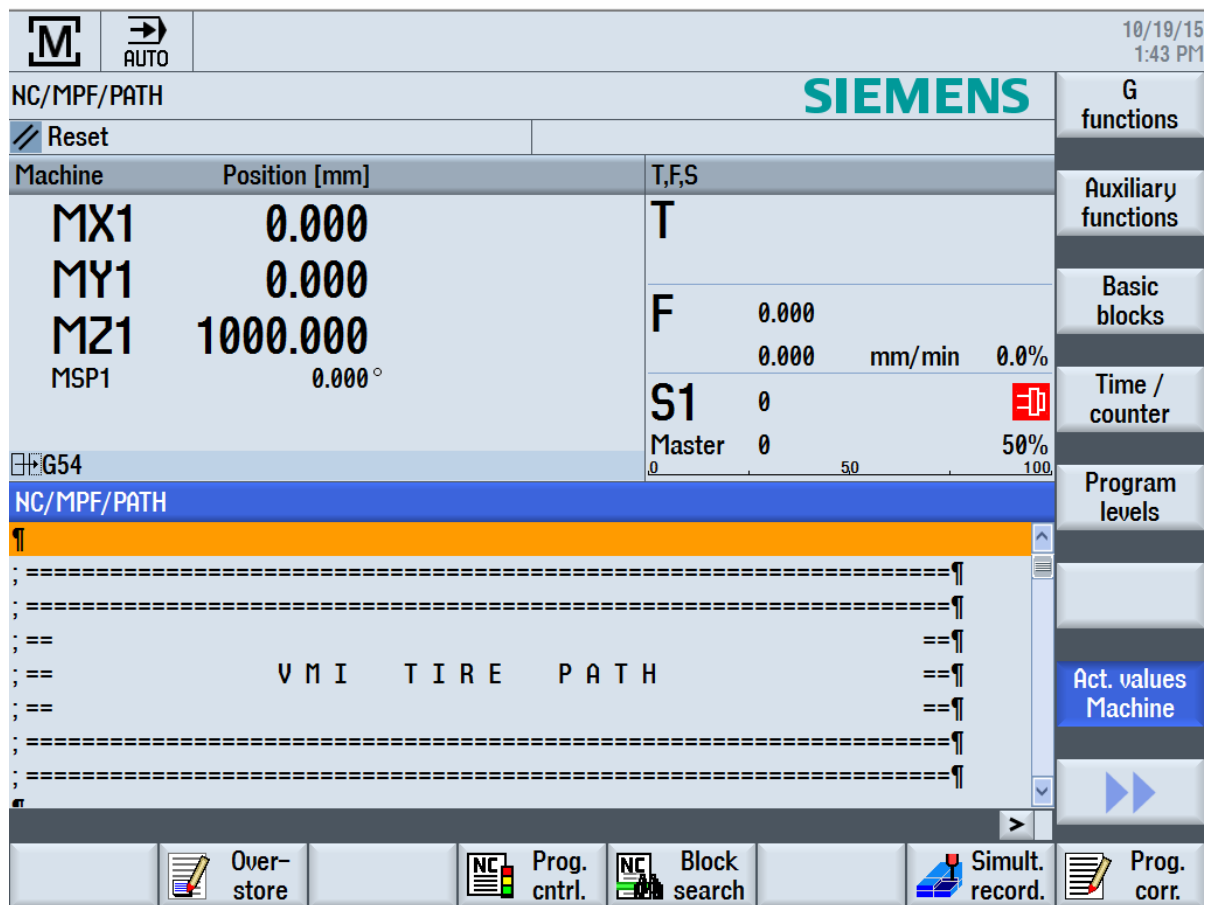 M
AUTO
10/19/15
1:43 PM
NC/MPF/PATH
SIEMENS
Reset
Machine Position [mm]
MX1 0.000
MY1 0.000
MZ1 1000.000
MSP1 0.000°
G54
T,F,S
T
F 0.000
0.000 mm/min 0.0%
S1 0
Master 0 50%
0 50 100
NC/MPF/PATH
¶
; ==================================================================¶
; ==================================================================¶
; == ==¶
; == V M I T I R E P A T H ==¶
; == ==¶
; ==================================================================¶
; ==================================================================¶
¶
>
G
functions
Auxiliary
functions
Basic
blocks
Time /
counter
Program
levels
Act. values
Machine
Over-
store
NC Prog.
cntrl.
NC Block
search
Simult.
record.
Prog.
corr.